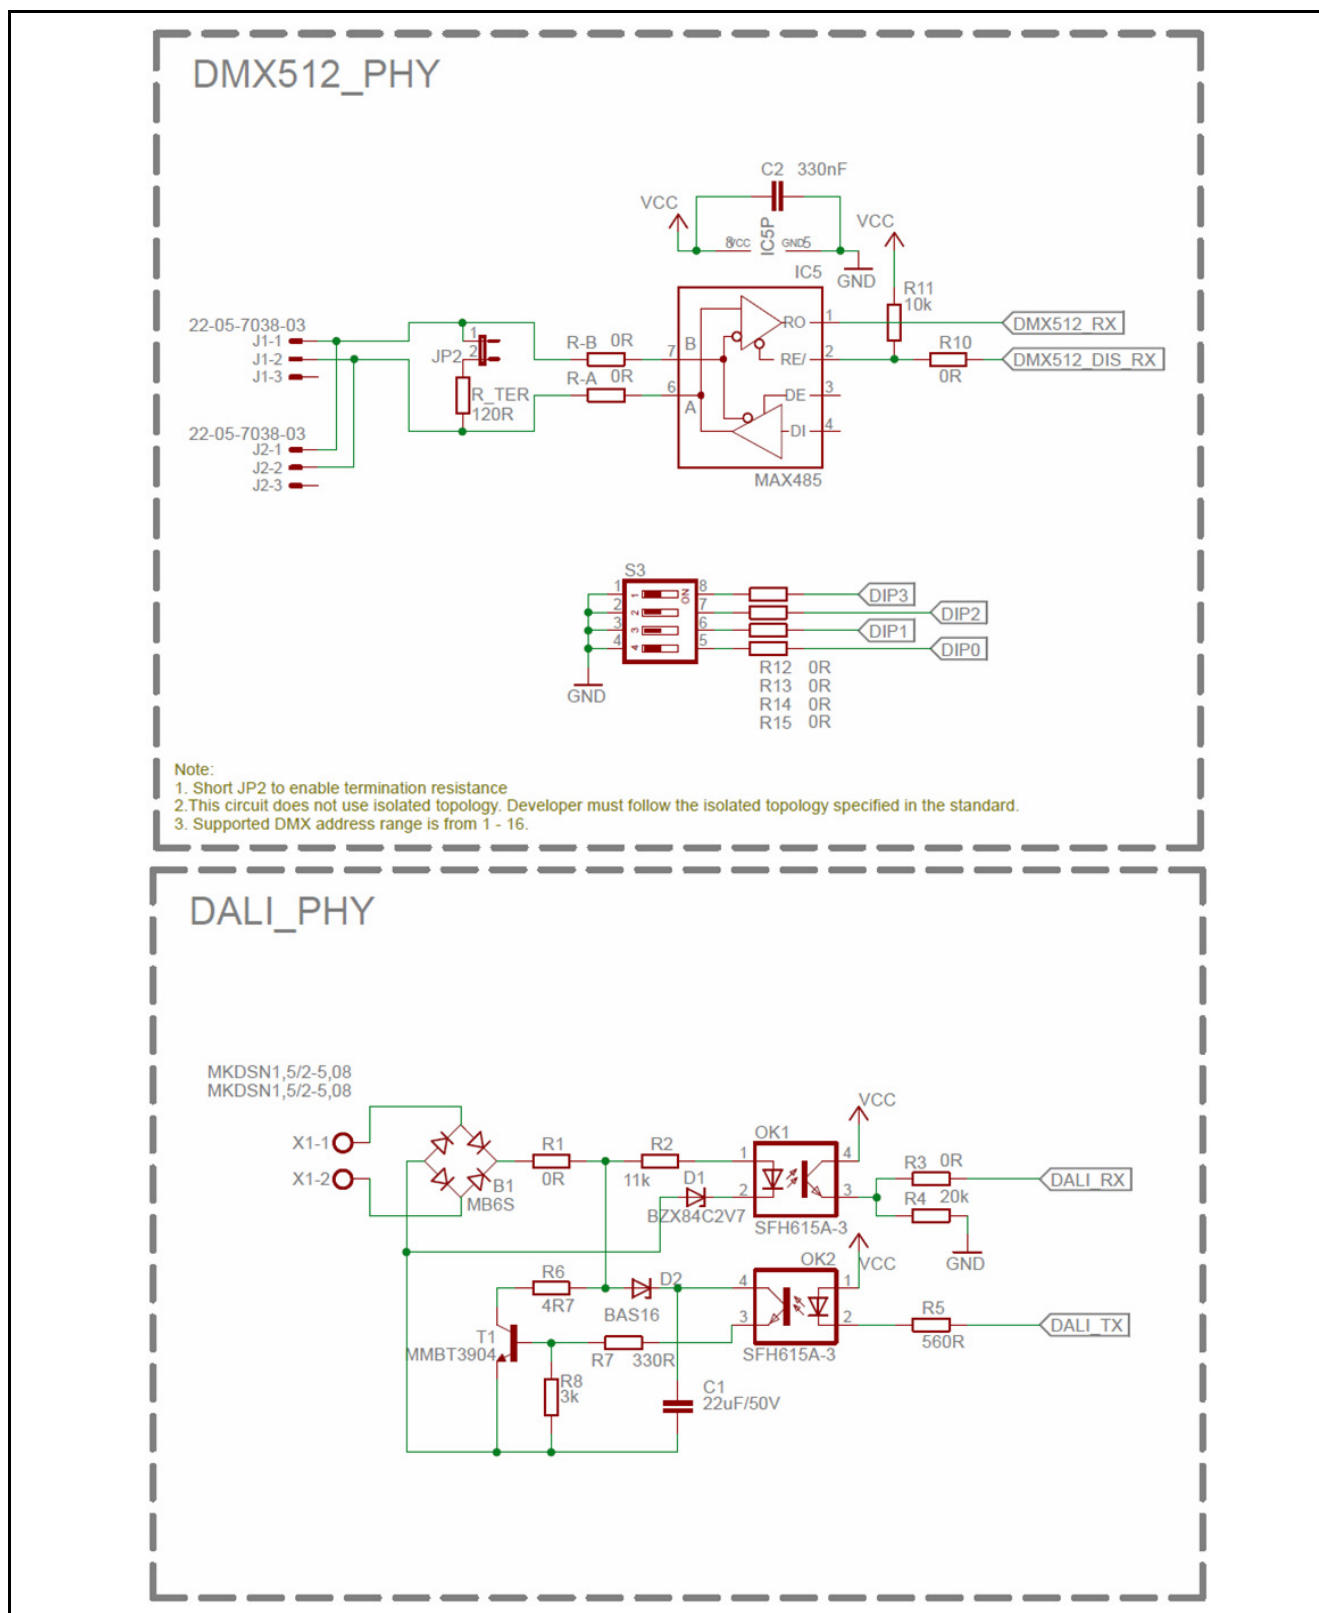 DMX512_PHY
C2 330nF
VCC
VCC
8 VCC
IC5P
GND 5
IC5
GND
R11
10k
22-05-7038-03
J1-1
J1-2
J1-3
1
2
JP2
R_TER
120R
R-B 0R
R-A 0R
7 B
6 A
RO 1
RE/ 2
DE 3
DI 4
MAX485
DMX512_RX
R10
0R
DMX512_DIS_RX
22-05-7038-03
J2-1
J2-2
J2-3
S3
1 1 ON 8
2 2 7
3 3 6
4 4 5
DIP3
DIP2
DIP1
DIP0
GND
R12 0R
R13 0R
R14 0R
R15 0R
Note:
1. Short JP2 to enable termination resistance
2.This circuit does not use isolated topology. Developer must follow the isolated topology specified in the standard.
3. Supported DMX address range is from 1 - 16.
DALI_PHY
MKDSN1,5/2-5,08
MKDSN1,5/2-5,08
X1-1
X1-2
B1
MB6S
R1
0R
R2
11k
D1
BZX84C2V7
OK1
1
2
4
3
SFH615A-3
VCC
R3 0R
R4 20k
DALI_RX
GND
R6
4R7
D2
BAS16
OK2
4
3
1
2
SFH615A-3
VCC
R5
560R
DALI_TX
T1
MMBT3904
R7 330R
R8
3k
C1
22uF/50V